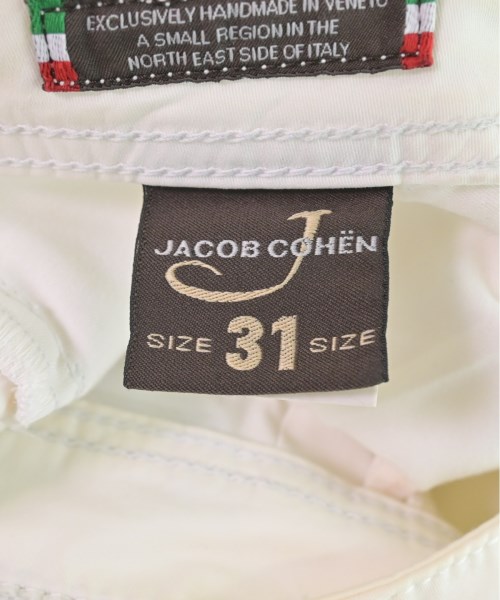 EXCLUSIVELY HANDMADE IN VENETO
A SMALL REGION IN THE
NORTH EAST SIDE OF ITALY
J
JACOB COHËN
SIZE 31 SIZE